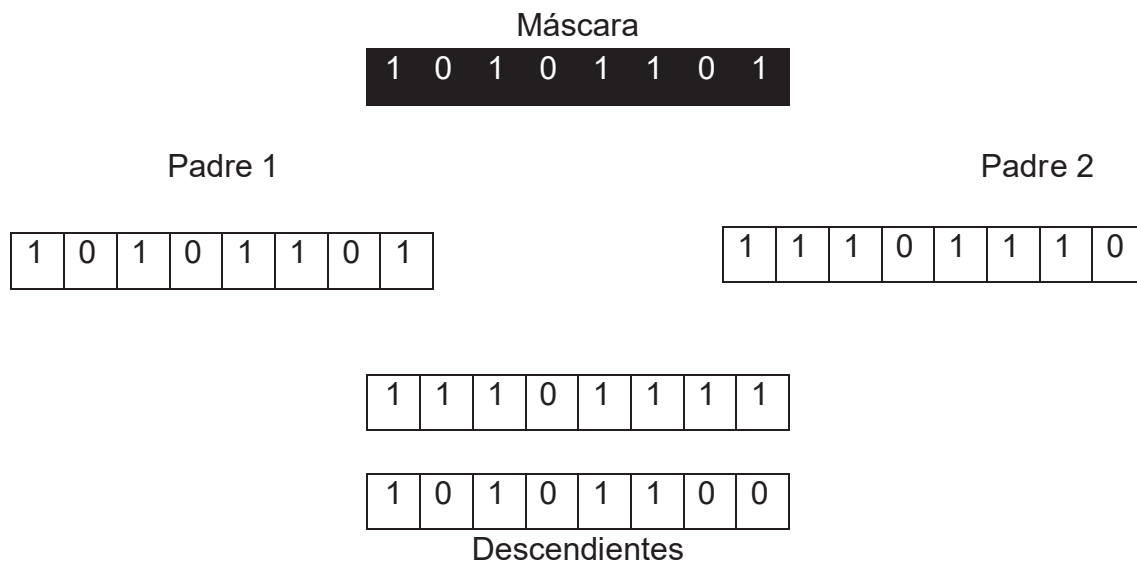 Máscara
1 0 1 0 1 1 0 1
Padre 1
Padre 2
1 0 1 0 1 1 0 1
1 1 1 0 1 1 1 0
1 1 1 0 1 1 1 1
1 0 1 0 1 1 0 0
Descendientes